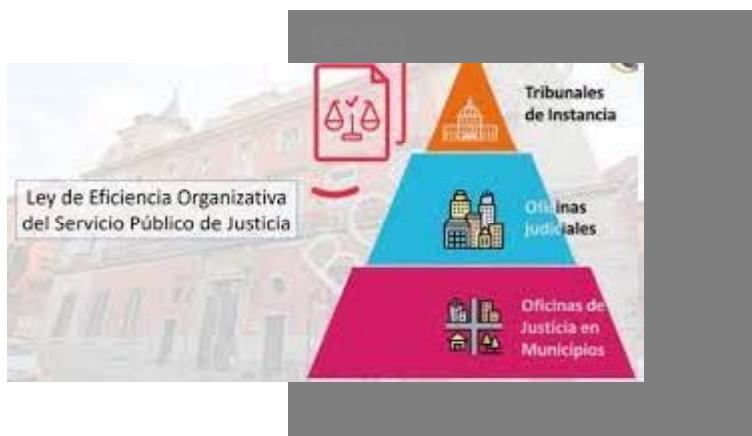 Tribunales
de Instancia
Ley de Eficiencia Organizativa
del Servicio Público de Justicia
Oficinas
judiciales
Oficinas de
Justicia en
Municipios